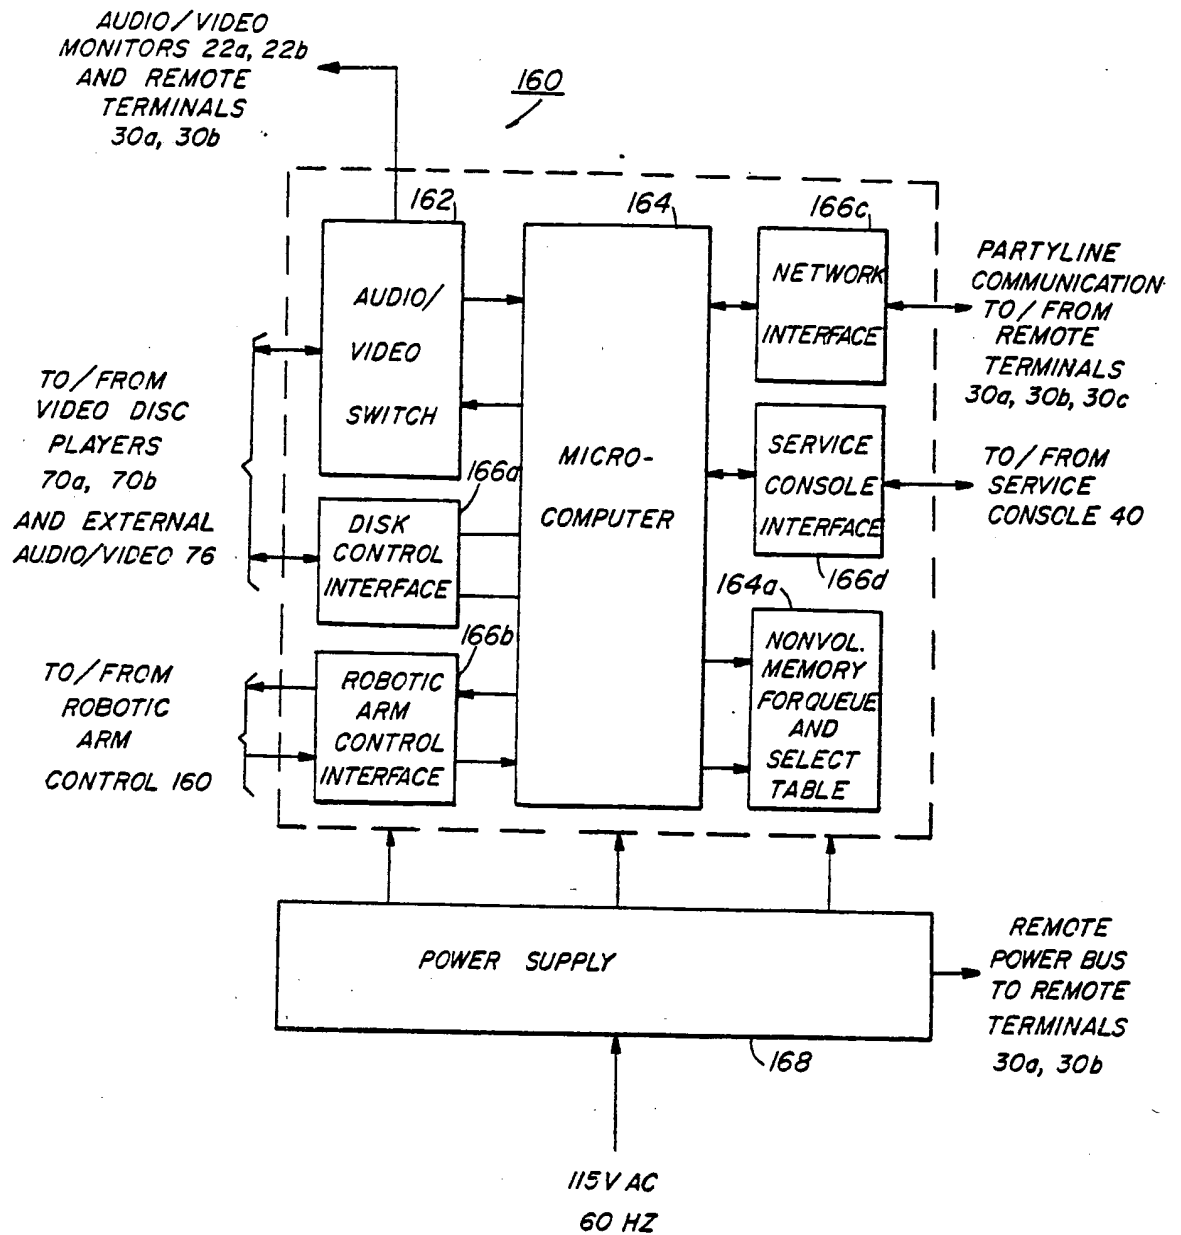 AUDIO/VIDEO
MONITORS 22a, 22b
AND REMOTE
TERMINALS
30a, 30b
160
162
164
166c
AUDIO/
VIDEO
SWITCH
MICRO-
COMPUTER
NETWORK
INTERFACE
PARTYLINE
COMMUNICATION
TO/FROM
REMOTE
TERMINALS
30a, 30b, 30c
TO/FROM
VIDEO DISC
PLAYERS
70a, 70b
AND EXTERNAL
AUDIO/VIDEO 76
166a
DISK
CONTROL
INTERFACE
SERVICE
CONSOLE
INTERFACE
166d
TO/FROM
SERVICE
CONSOLE 40
164a
166b
TO/FROM
ROBOTIC
ARM
CONTROL 160
ROBOTIC
ARM
CONTROL
INTERFACE
NONVOL.
MEMORY
FOR QUEUE
AND
SELECT
TABLE
POWER SUPPLY
168
REMOTE
POWER BUS
TO REMOTE
TERMINALS
30a, 30b
115V AC
60 HZ